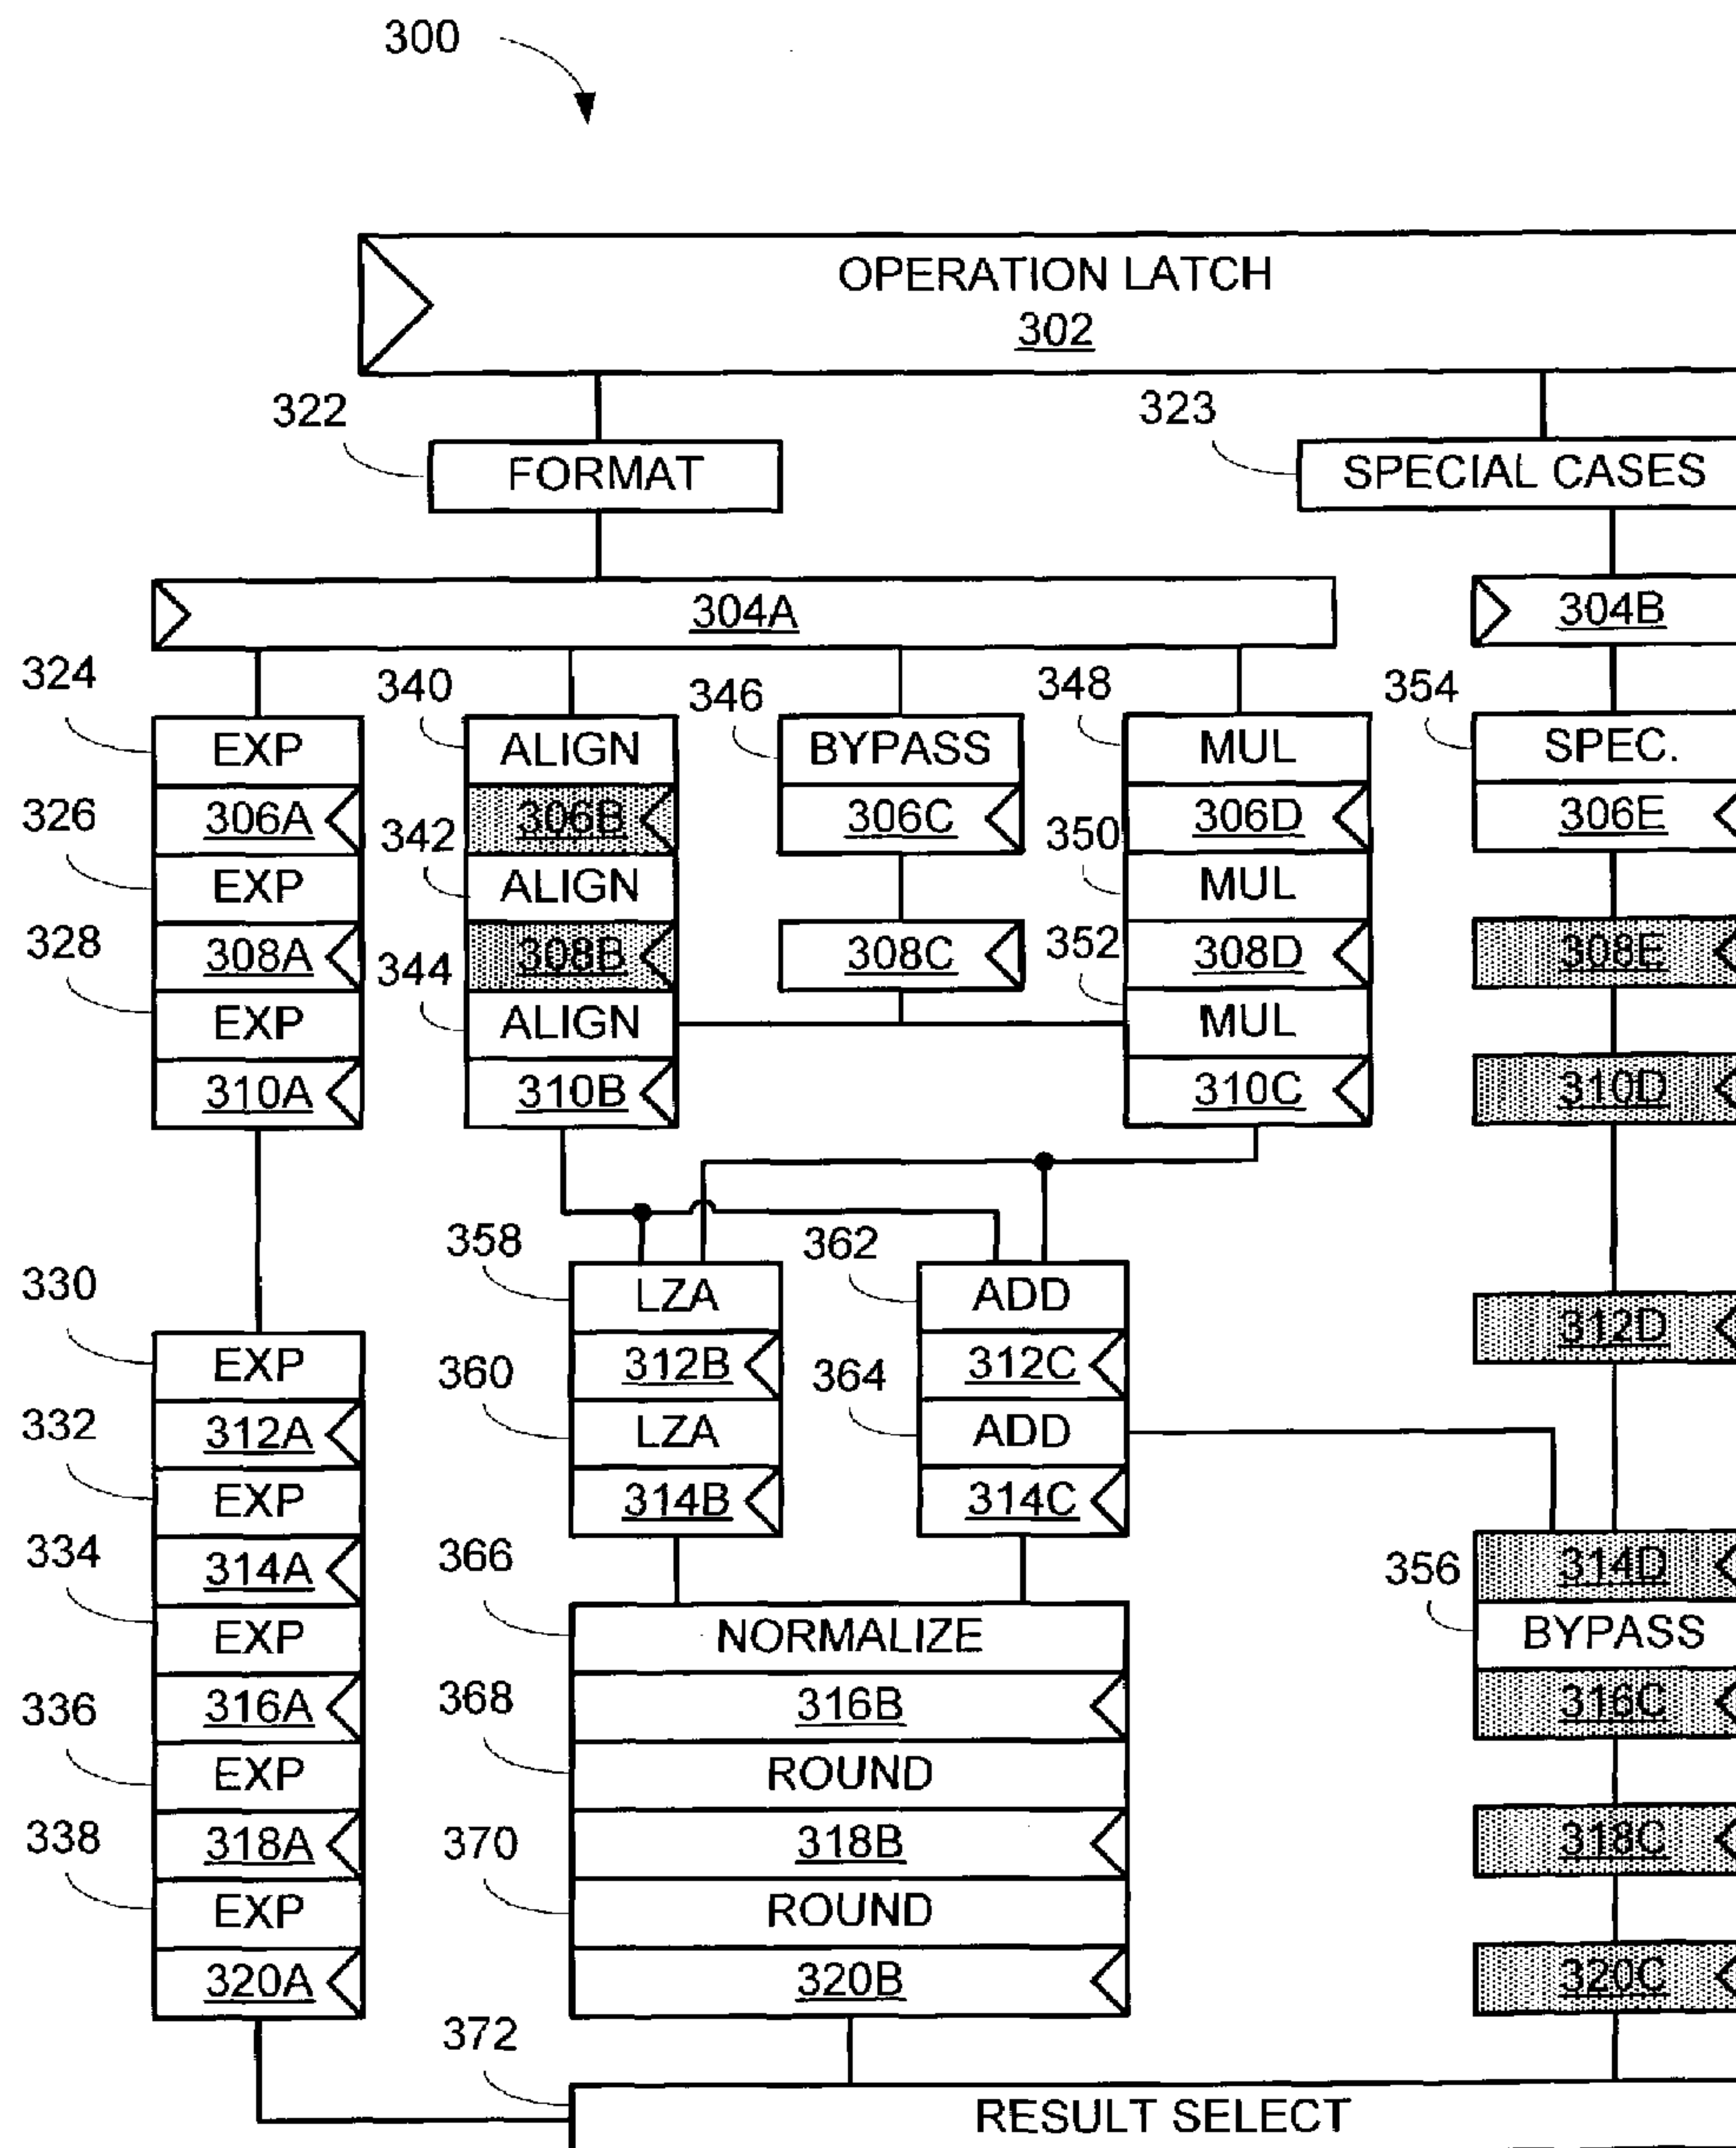 300
OPERATION LATCH
302
322
323
FORMAT
SPECIAL CASES
304A
304B
324
340
346
348
354
EXP
ALIGN
BYPASS
MUL
SPEC.
326
306A
306B
306C
306D
306E
342
350
EXP
ALIGN
MUL
328
308A
308B
308C
308D
308E
344
352
EXP
ALIGN
MUL
310A
310B
310C
310D
358
362
330
LZA
ADD
312D
EXP
312B
312C
360
364
332
312A
LZA
ADD
EXP
314B
314C
334
314A
366
356
314D
EXP
NORMALIZE
BYPASS
336
316A
368
316B
316C
EXP
ROUND
338
318A
370
318B
318C
EXP
ROUND
320A
320B
320C
372
RESULT SELECT